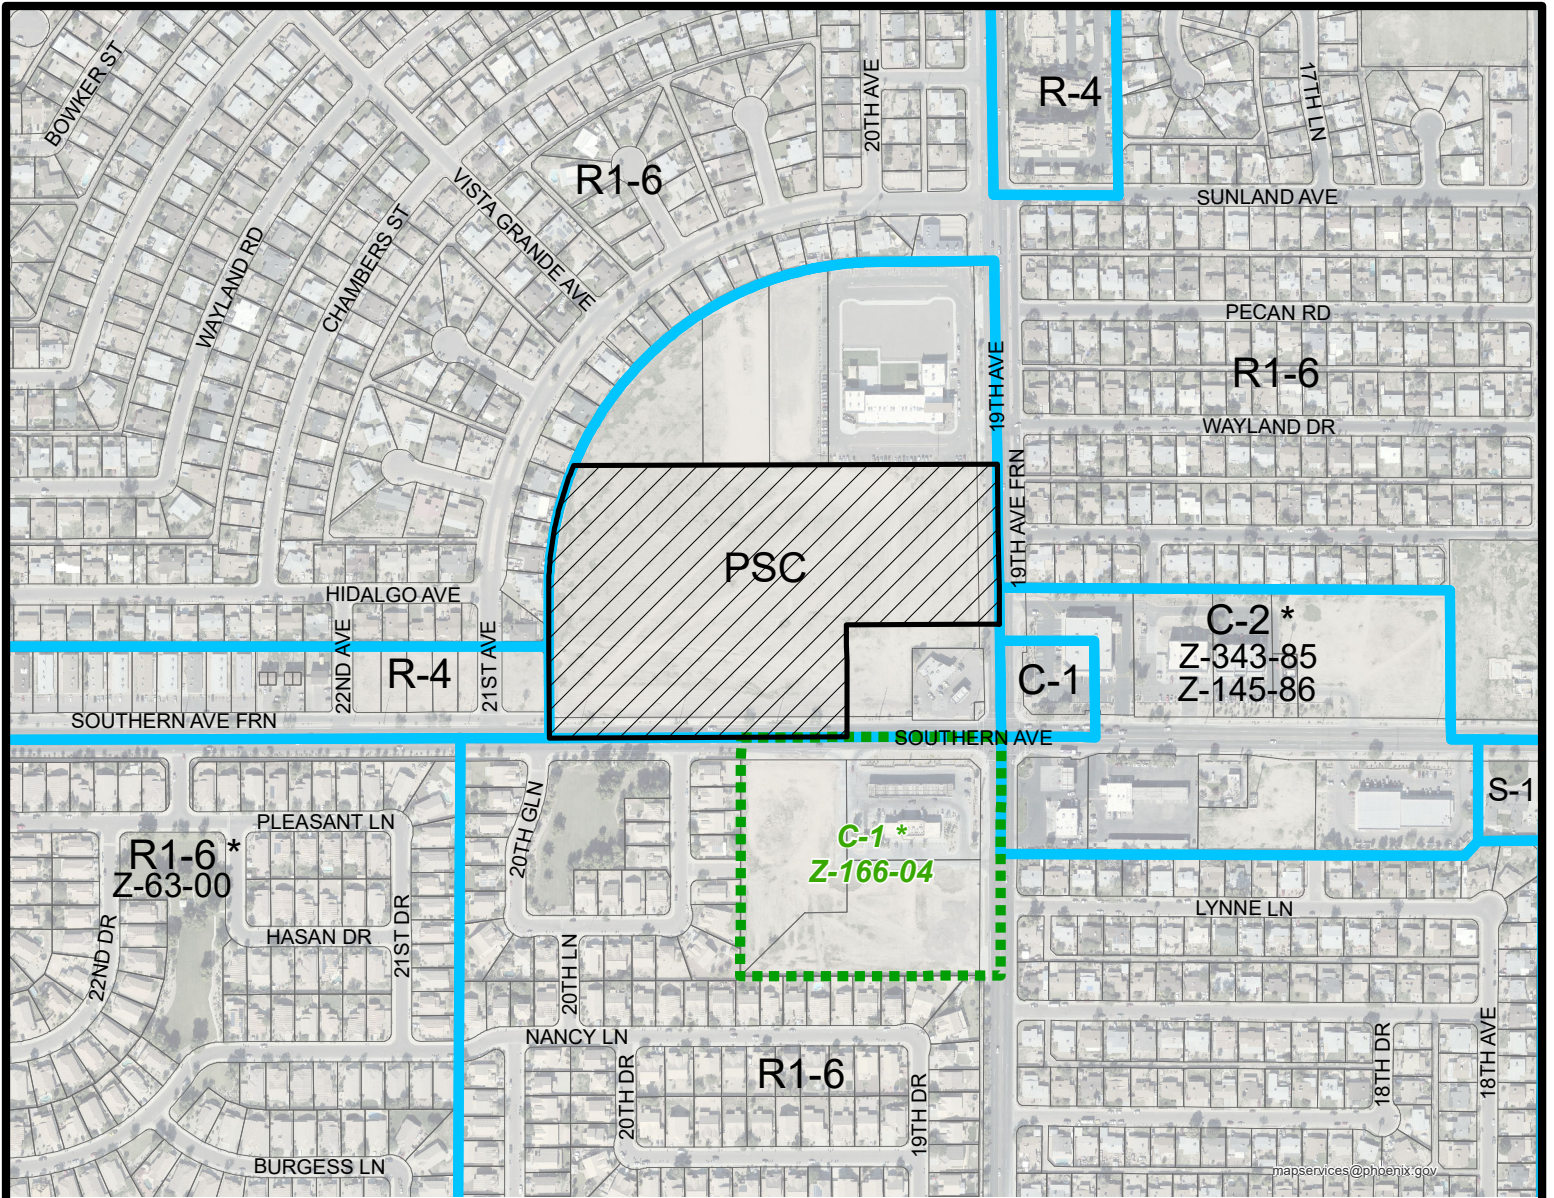 BOWKER ST
20TH AVE
R-4
17TH LN
R1-6
SUNLAND AVE
VISTA GRANDE AVE
WAYLAND RD
CHAMBERS ST
PECAN RD
R1-6
19TH AVE
WAYLAND DR
19TH AVE FRN
PSC
HIDALGO AVE
C-2 *
Z-343-85
Z-145-86
22ND AVE
R-4
21ST AVE
C-1
SOUTHERN AVE FRN
SOUTHERN AVE
S-1
20TH GLN
PLEASANT LN
C-1 *
Z-166-04
R1-6 *
Z-63-00
LYNNE LN
22ND DR
HASAN DR
21ST DR
20TH LN
NANCY LN
20TH DR
R1-6
19TH DR
18TH DR
18TH AVE
BURGESS LN
mapservices@phoenix.gov